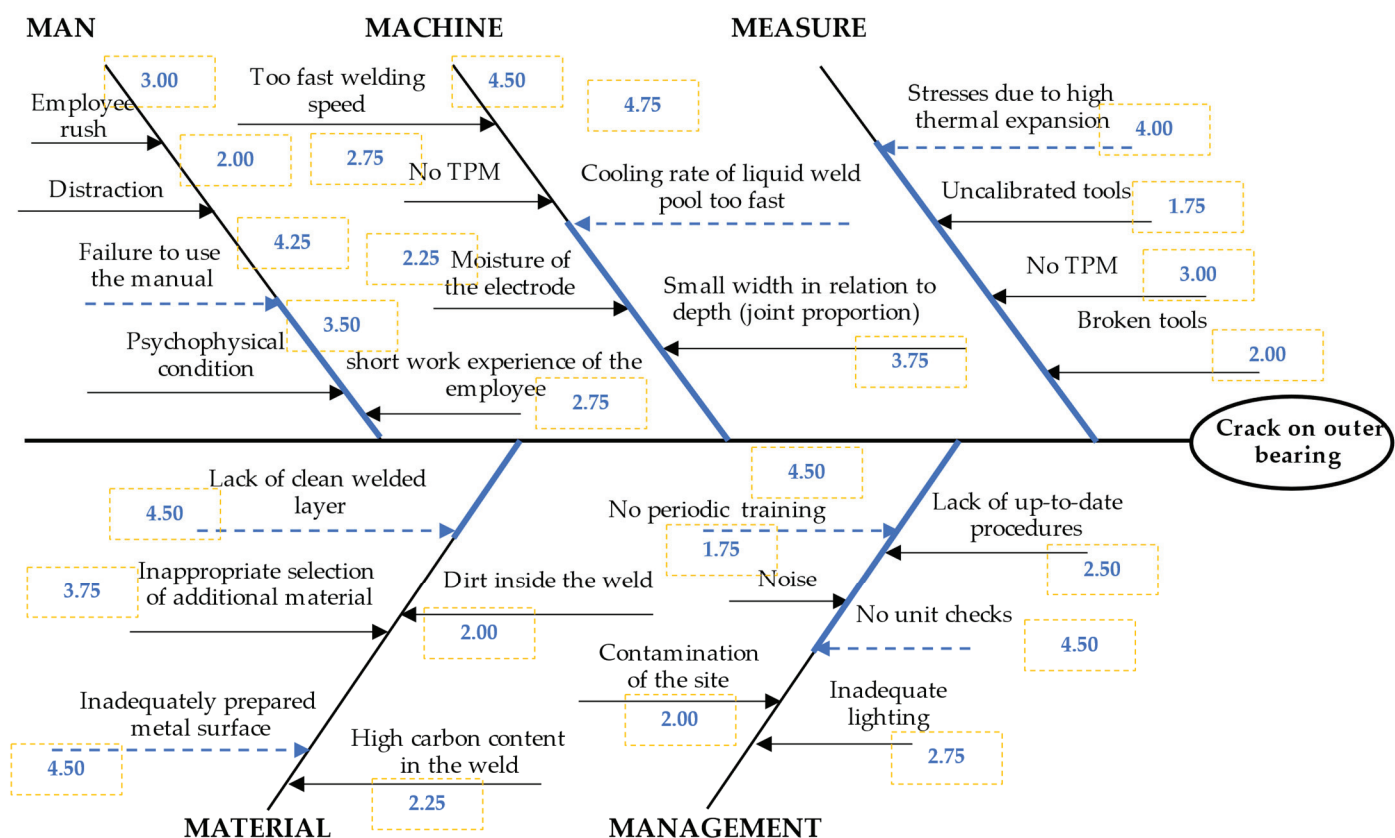 MAN
MACHINE
MEASURE
3.00
Employee
rush
2.00
Distraction
4.25
Failure to use
the manual
3.50
Psychophysical
condition
short work experience of the
employee
2.75
Too fast welding
speed
4.50
4.75
2.75
No TPM
Cooling rate of liquid weld
pool too fast
2.25
Moisture of
the electrode
Small width in relation to
depth (joint proportion)
3.75
Stresses due to high
thermal expansion
4.00
Uncalibrated tools
1.75
No TPM
3.00
Broken tools
2.00
Crack on outer
bearing
Lack of clean welded
layer
4.50
Inappropriate selection
of additional material
3.75
Dirt inside the weld
2.00
Inadequately prepared
metal surface
4.50
High carbon content
in the weld
2.25
4.50
No periodic training
Lack of up-to-date
procedures
2.50
1.75
Noise
No unit checks
4.50
Contamination
of the site
2.00
Inadequate
lighting
2.75
MATERIAL
MANAGEMENT